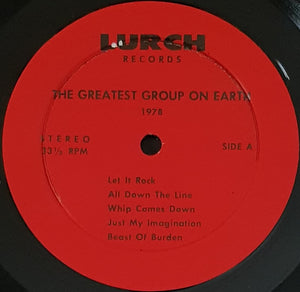 LURCH
RECORDS
THE GREATEST GROUP ON EARTH
1978
STEREO
33⅓ RPM
SIDE A
Let It Rock
All Down The Line
Whip Comes Down
Just My Imagination
Beast Of Burden